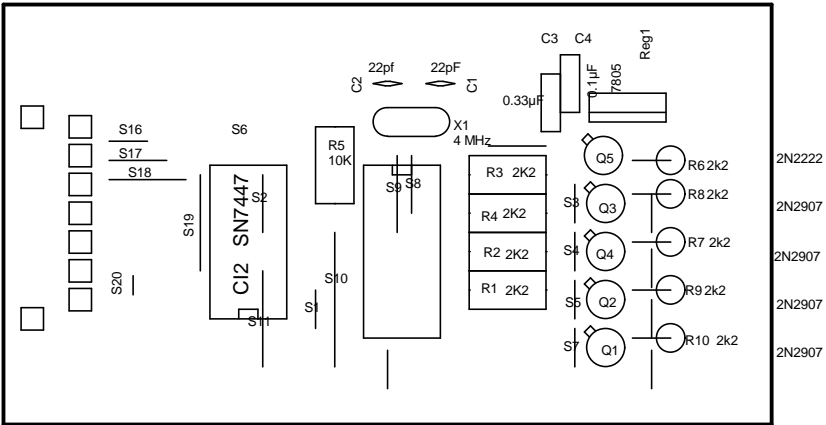 C3 C4
Reg1
22pf 22pF
C2
C1
0.33µF
0.1µF
7805
X1
4 MHz
S16
S17
S18
S6
R5
10K
S2
S19
CI2 SN7447
S9
S8
R3 2K2
R4 2K2
R2 2K2
R1 2K2
S3
S4
S5
S7
Q5
Q3
Q4
Q2
Q1
R6 2k2
R8 2k2
R7 2k2
R9 2k2
R10 2k2
2N2222
2N2907
2N2907
2N2907
2N2907
S20
S11
S1
S10